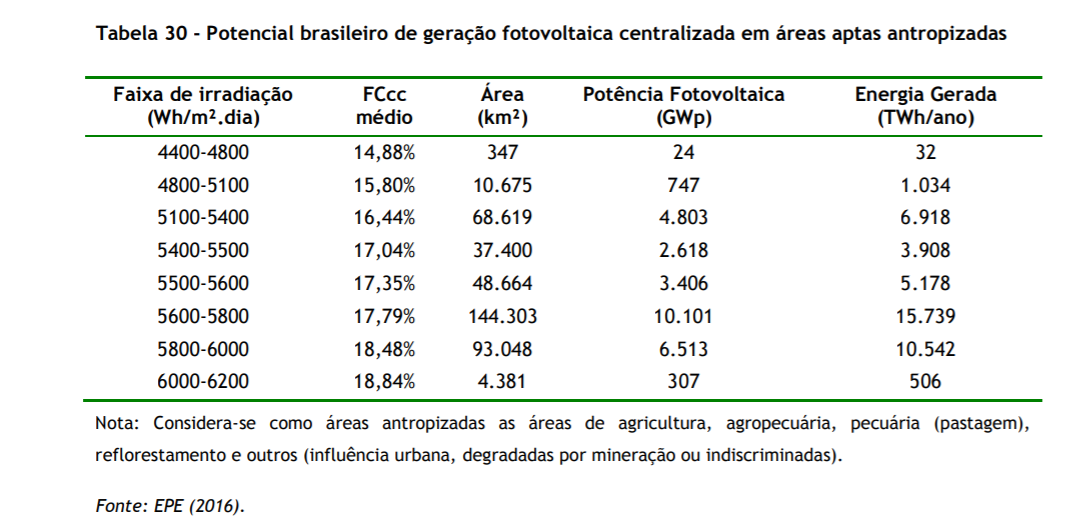 Tabela 30 - Potencial brasileiro de geração fotovoltaica centralizada em áreas aptas antropizadas
Faixa de irradiação FCcc Área Potência Fotovoltaica Energia Gerada
(Wh/m².dia) médio (km²) (GWp) (TWh/ano)
4400-4800 14,88% 347 24 32
4800-5100 15,80% 10.675 747 1.034
5100-5400 16,44% 68.619 4.803 6.918
5400-5500 17,04% 37.400 2.618 3.908
5500-5600 17,35% 48.664 3.406 5.178
5600-5800 17,79% 144.303 10.101 15.739
5800-6000 18,48% 93.048 6.513 10.542
6000-6200 18,84% 4.381 307 506
Nota: Considera-se como áreas antropizadas as áreas de agricultura, agropecuária, pecuária (pastagem),
reflorestamento e outros (influência urbana, degradadas por mineração ou indiscriminadas).
Fonte: EPE (2016).